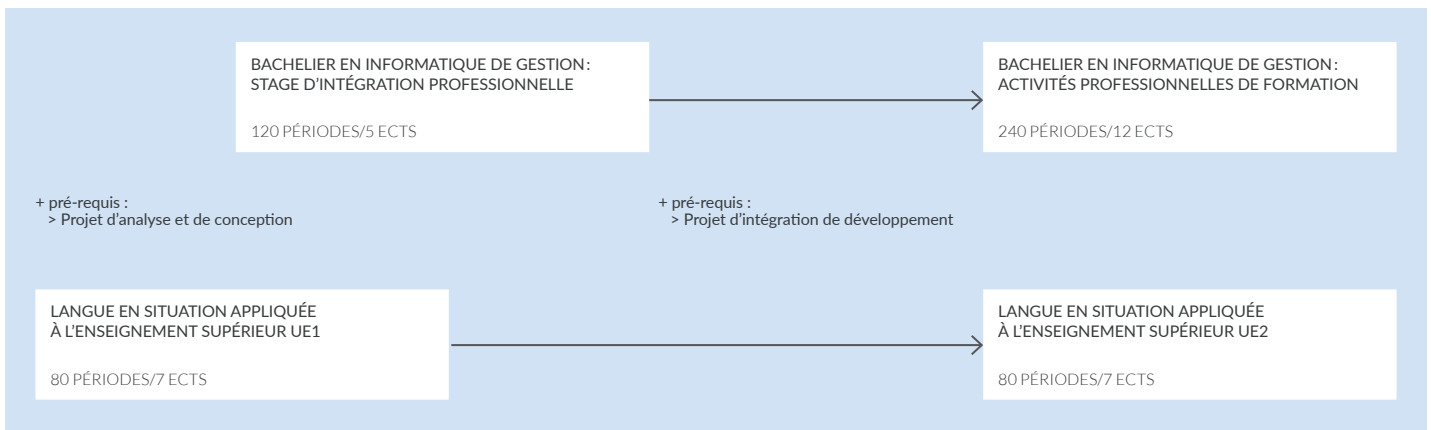 BACHELIER EN INFORMATIQUE DE GESTION :
STAGE D’INTÉGRATION PROFESSIONNELLE
120 PÉRIODES/5 ECTS
BACHELIER EN INFORMATIQUE DE GESTION :
ACTIVITÉS PROFESSIONNELLES DE FORMATION
240 PÉRIODES/12 ECTS
+ pré-requis :
> Projet d’analyse et de conception
+ pré-requis :
> Projet d’intégration de développement
LANGUE EN SITUATION APPLIQUÉE
À L’ENSEIGNEMENT SUPÉRIEUR UE1
80 PÉRIODES/7 ECTS
LANGUE EN SITUATION APPLIQUÉE
À L’ENSEIGNEMENT SUPÉRIEUR UE2
80 PÉRIODES/7 ECTS